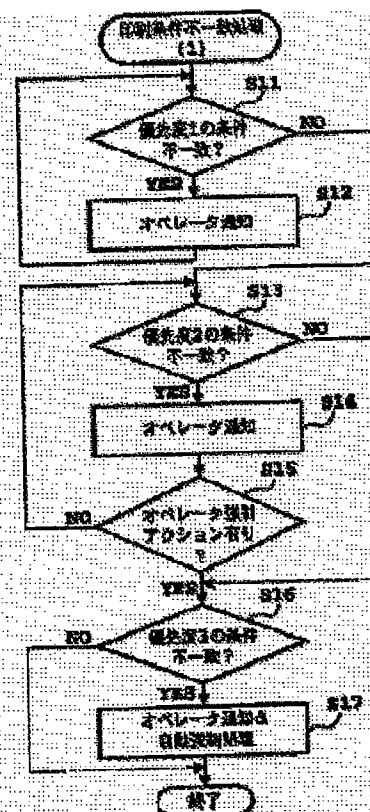 印刷条件不一致処理
(1)
S11
優先度1の条件
不一致?
NO
YES
S12
オペレータ通知
S13
優先度2の条件
不一致?
NO
YES
S14
オペレータ通知
S15
オペレータ強制
アクション有り
?
NO
YES
S16
優先度3の条件
不一致?
NO
YES
S17
オペレータ通知&
自動強制処理
終了